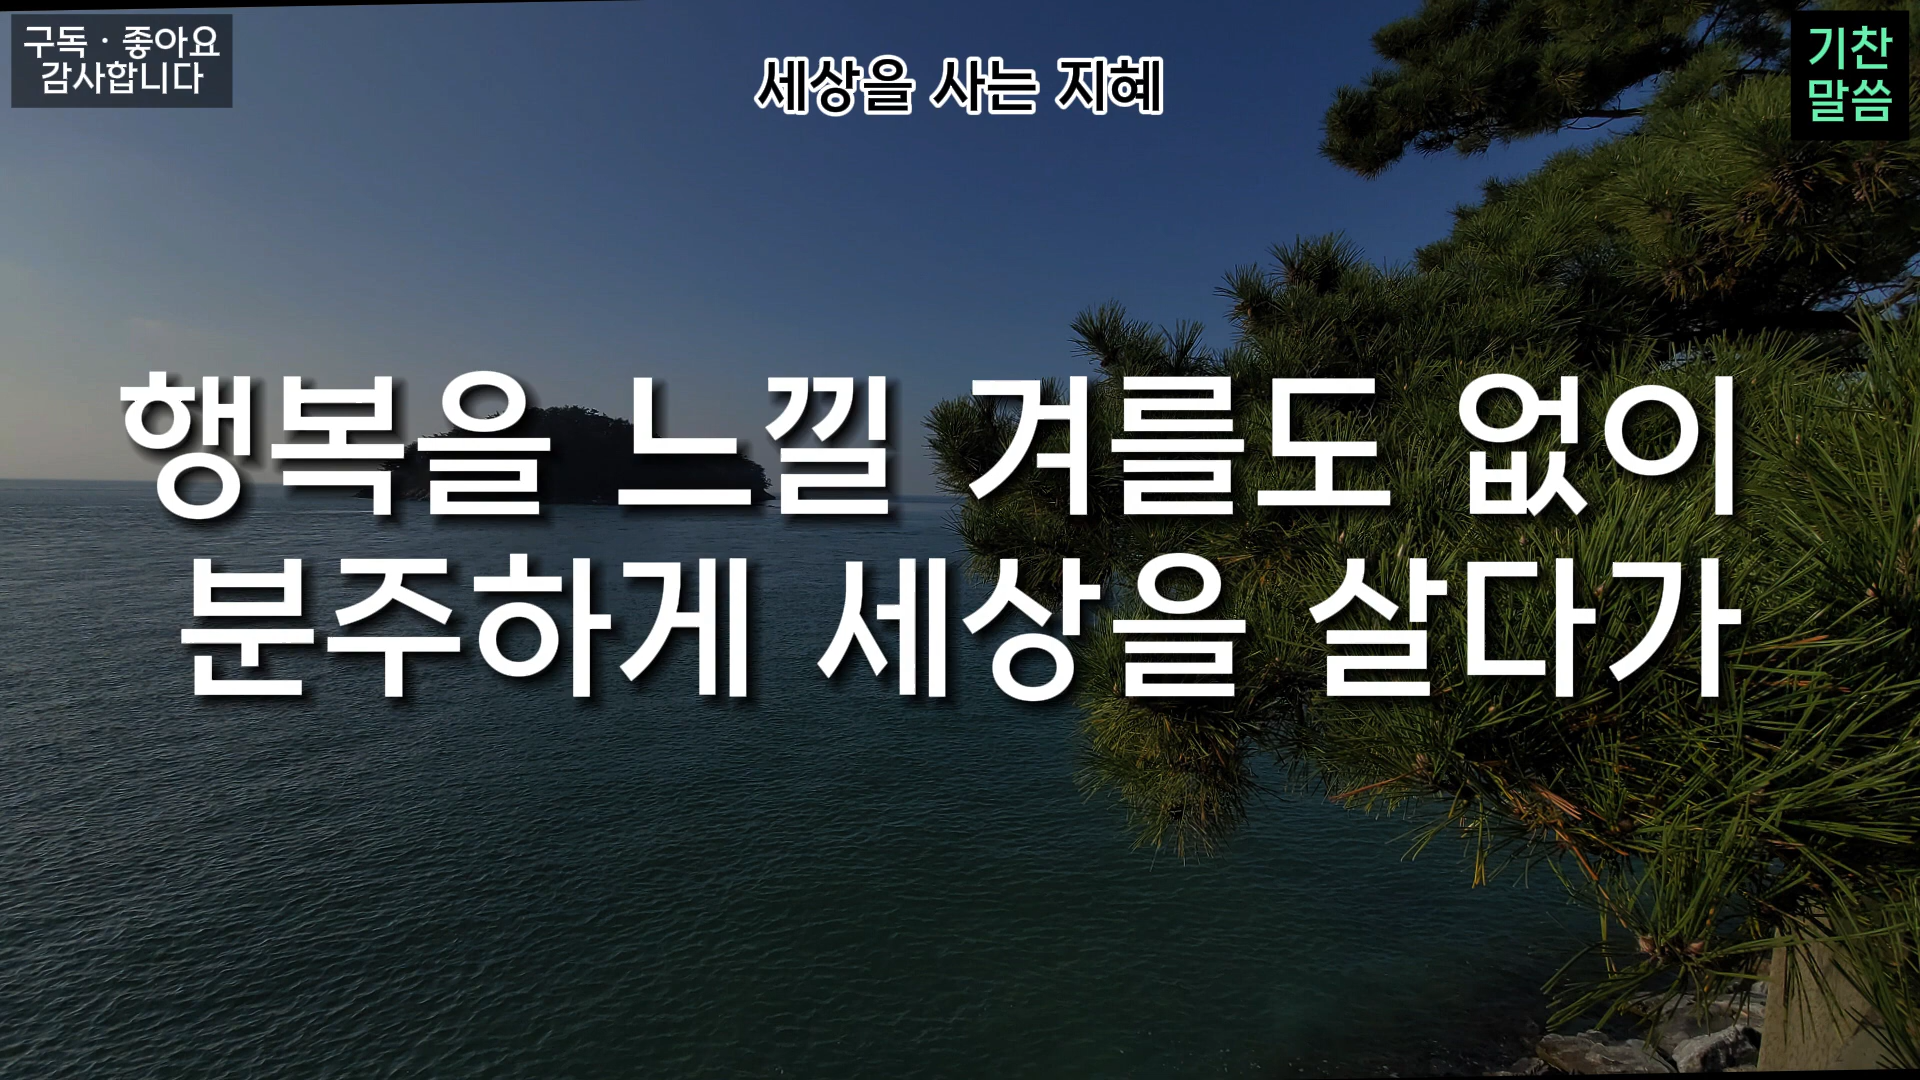 구독 · 좋아요
감사합니다
세상을 사는 지혜
기찬
말씀
행복을 느낄 겨를도 없이
분주하게 세상을 살다가